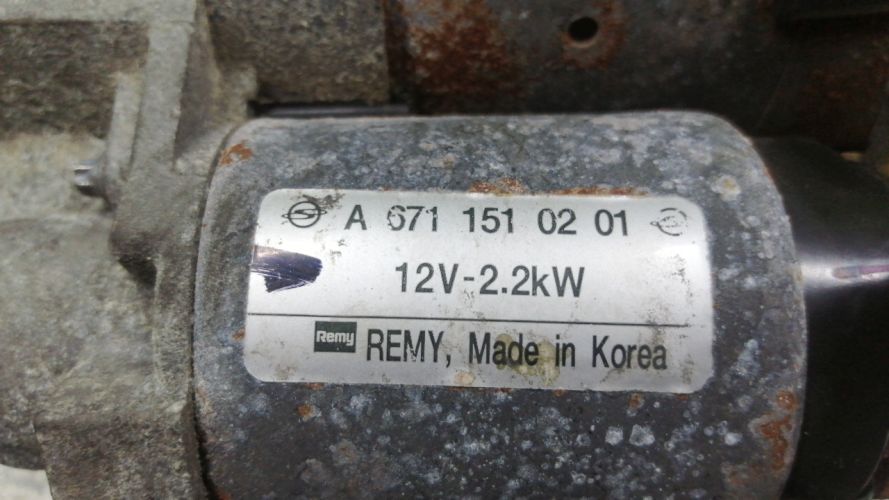 A 671 151 02 01
12V-2.2kW
Remy REMY, Made in Korea